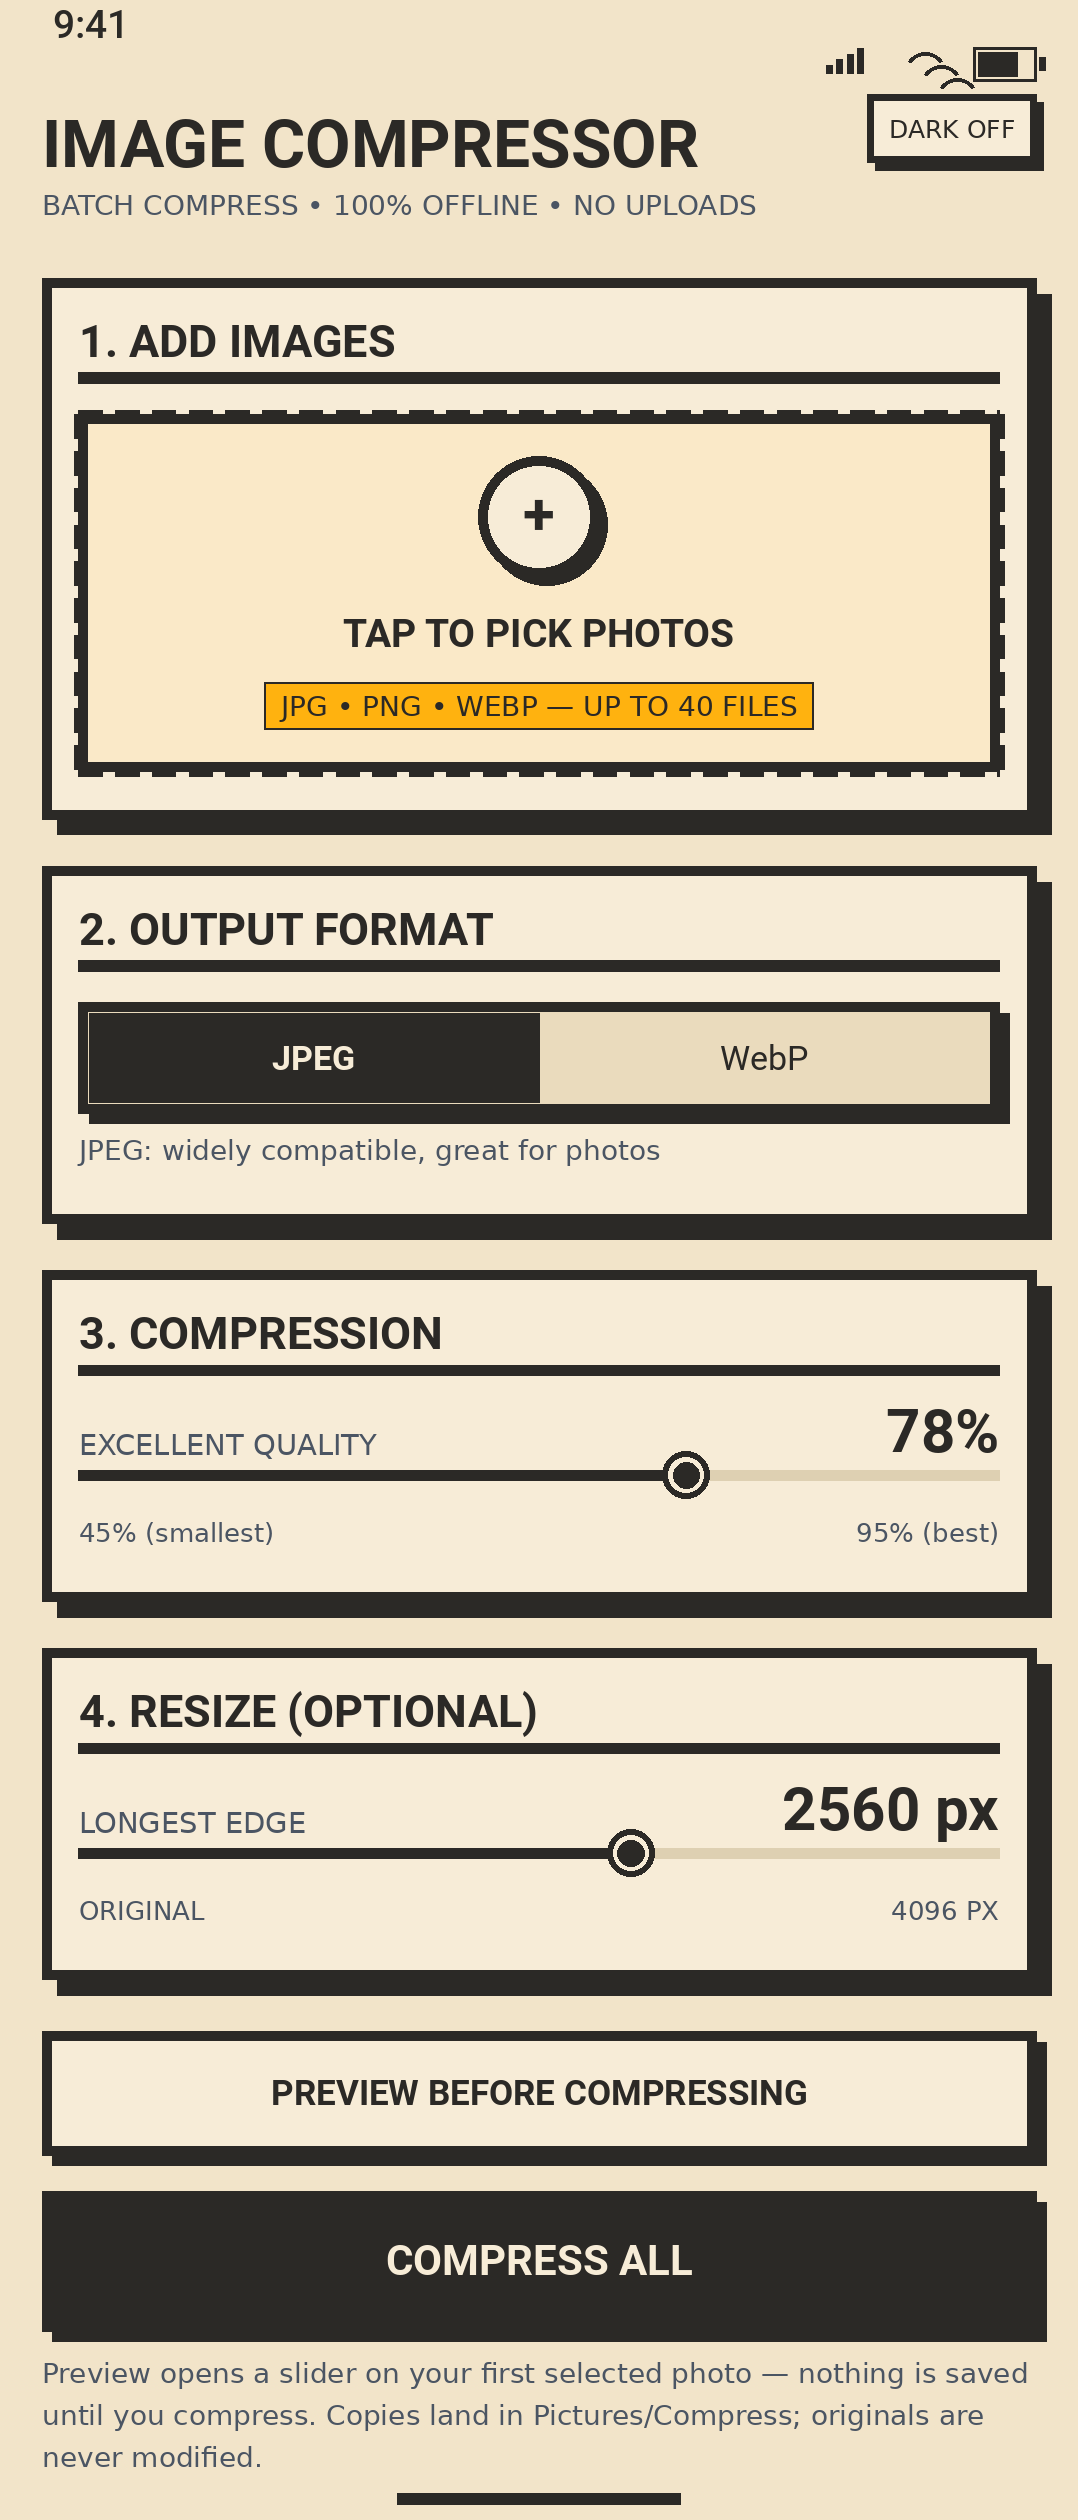 9:41
IMAGE COMPRESSOR
DARK OFF
BATCH COMPRESS • 100% OFFLINE • NO UPLOADS
1. ADD IMAGES
+
TAP TO PICK PHOTOS
JPG • PNG • WEBP — UP TO 40 FILES
2. OUTPUT FORMAT
JPEG
WebP
JPEG: widely compatible, great for photos
3. COMPRESSION
EXCELLENT QUALITY
78%
45% (smallest)
95% (best)
4. RESIZE (OPTIONAL)
LONGEST EDGE
2560 px
ORIGINAL
4096 PX
PREVIEW BEFORE COMPRESSING
COMPRESS ALL
Preview opens a slider on your first selected photo — nothing is saved
until you compress. Copies land in Pictures/Compress; originals are
never modified.